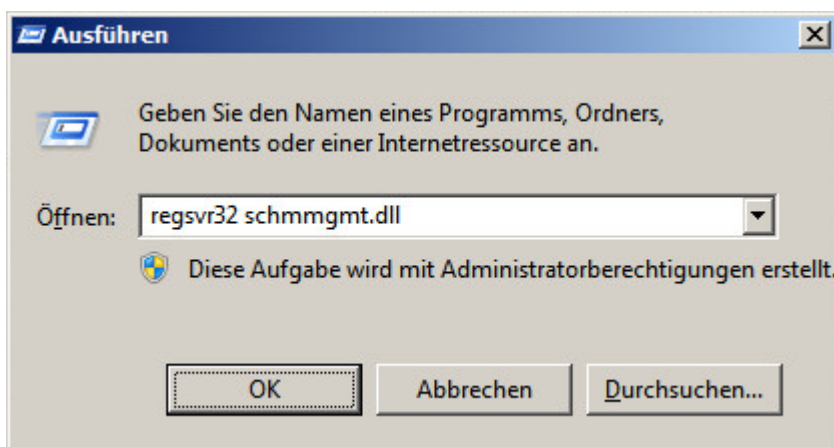 Ausführen
Geben Sie den Namen eines Programms, Ordners,
Dokuments oder einer Internetressource an.
Öffnen:
regsvr32 schmmgmt.dll
Diese Aufgabe wird mit Administratorberechtigungen erstellt.
OK
Abbrechen
Durchsuchen...